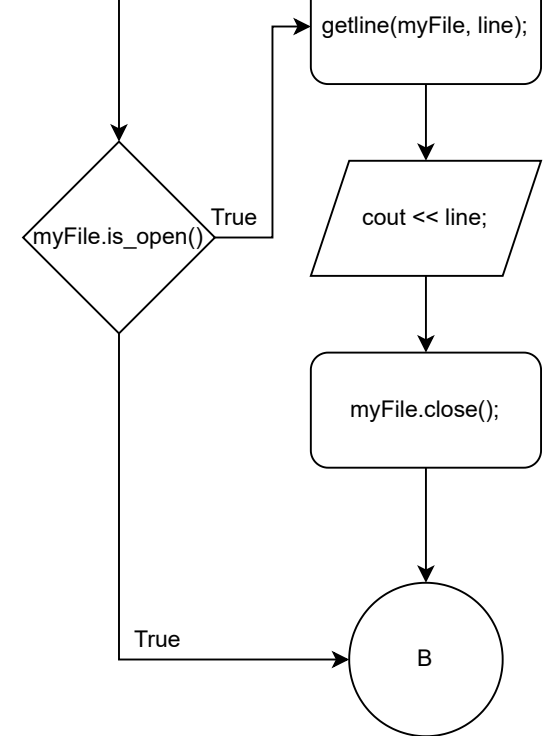 getline(myFile, line);
True
myFile.is_open()
cout << line;
myFile.close();
True
B